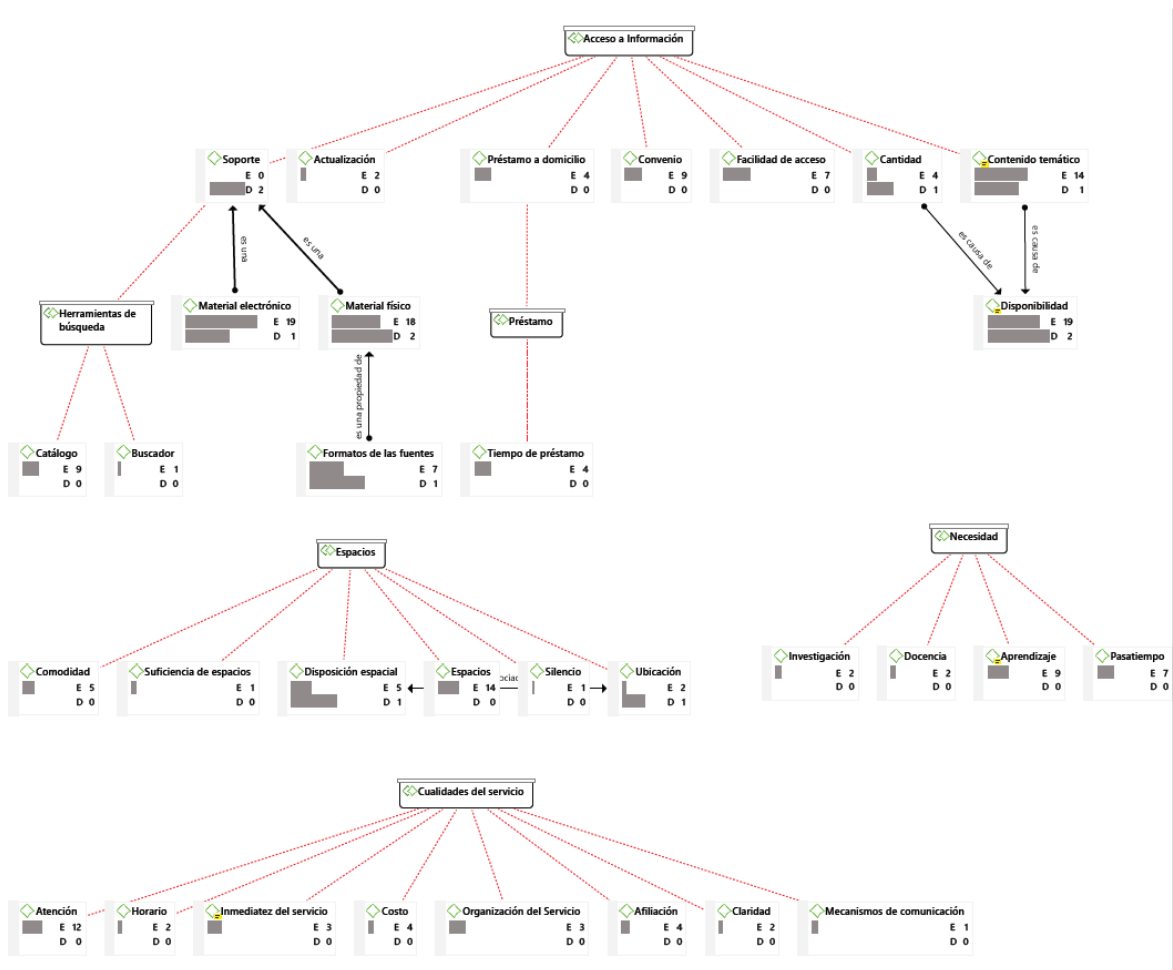 Acceso a Información
Soporte
E 0
D 2
Actualización
E 2
D 0
Préstamo a domicilio
E 4
D 0
Convenio
E 9
D 0
Facilidad de acceso
E 7
D 0
Cantidad
E 4
D 1
Contenido temático
E 14
D 1
es una
es una
es causa de
es causa de
Herramientas de
búsqueda
Material electrónico
E 19
D 1
Material físico
E 18
D 2
Préstamo
Disponibilidad
E 19
D 2
es una propiedad de
Catálogo
E 9
D 0
Buscador
E 1
D 0
Formatos de las fuentes
E 7
D 1
Tiempo de préstamo
E 4
D 0
Espacios
Necesidad
Comodidad
E 5
D 0
Suficiencia de espacios
E 1
D 0
Disposición espacial
E 5
D 1
Espacios
E 14
D 0
Silencio
E 1
D 0
Ubicación
E 2
D 1
Investigación
E 2
D 0
Docencia
E 2
D 0
Aprendizaje
E 9
D 0
Pasatiempo
E 7
D 0
Cualidades del servicio
Atención
E 12
D 0
Horario
E 2
D 0
Inmediatez del servicio
E 3
D 0
Costo
E 4
D 0
Organización del Servicio
E 3
D 0
Afiliación
E 4
D 0
Claridad
E 2
D 0
Mecanismos de comunicación
E 1
D 0